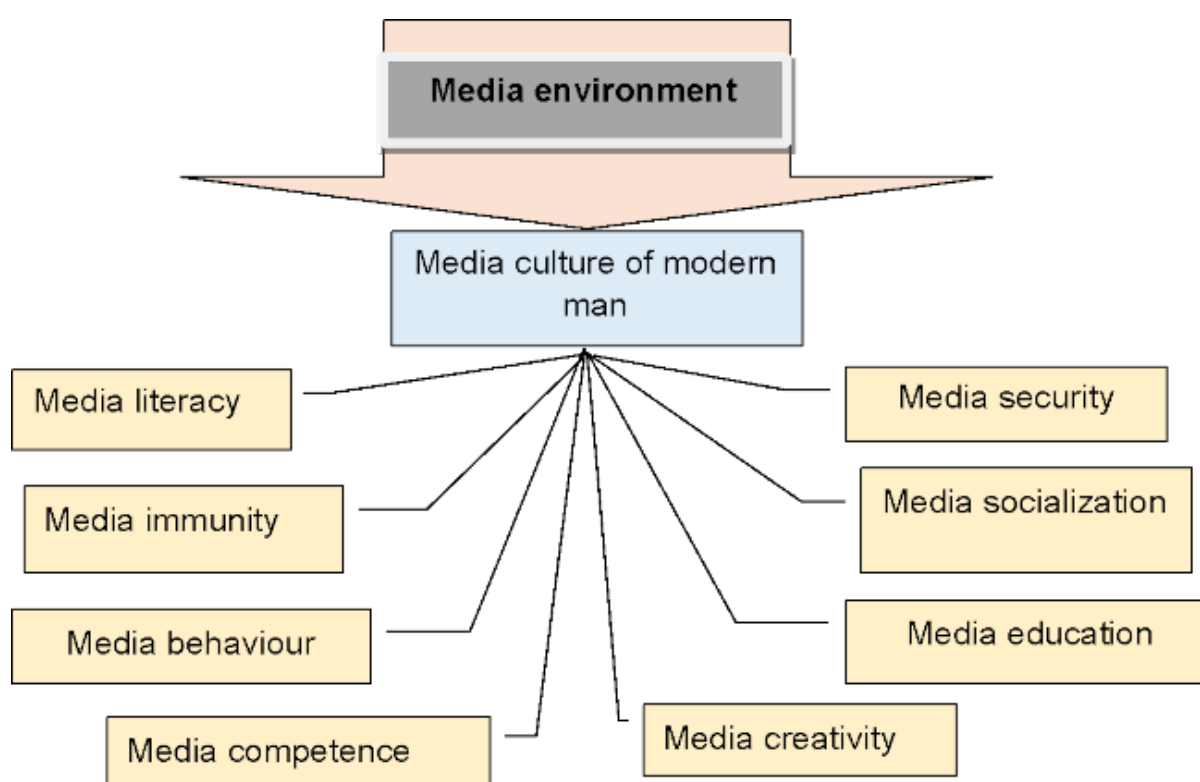 Media environment
Media culture of modern
man
Media literacy
Media security
Media immunity
Media socialization
Media behaviour
Media education
Media competence
Media creativity